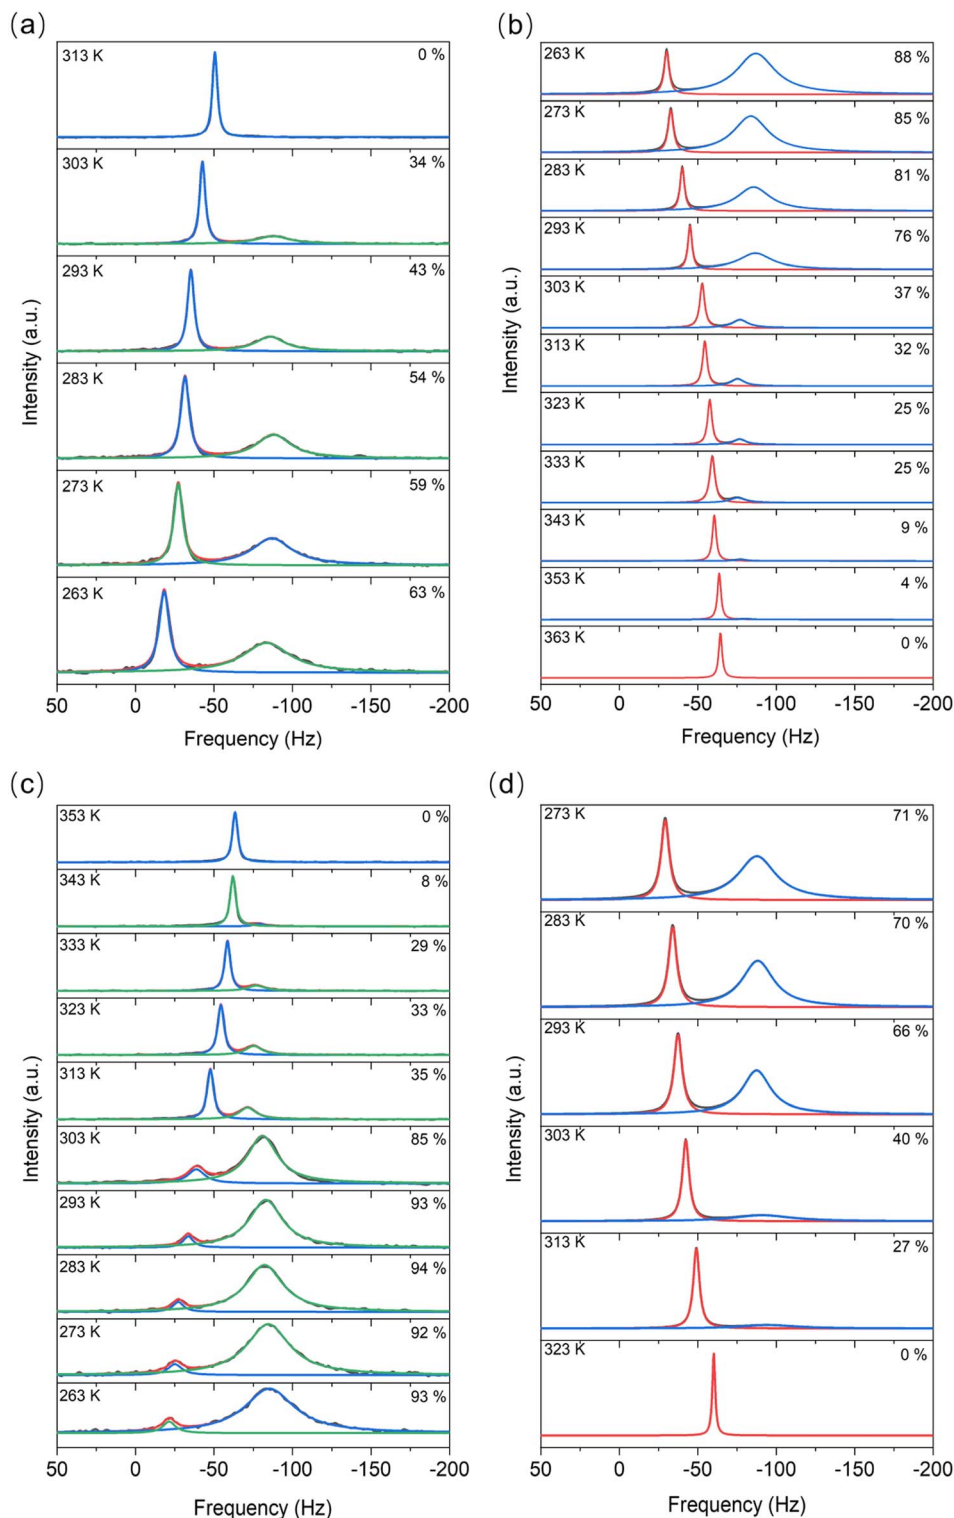 (a)
313 K 0 %
303 K 34 %
293 K 43 %
283 K 54 %
273 K 59 %
263 K 63 %
Intensity (a.u.)
50 0 -50 -100 -150 -200
Frequency (Hz)
(b)
263 K 88 %
273 K 85 %
283 K 81 %
293 K 76 %
303 K 37 %
313 K 32 %
323 K 25 %
333 K 25 %
343 K 9 %
353 K 4 %
363 K 0 %
Intensity (a.u.)
50 0 -50 -100 -150 -200
Frequency (Hz)
(c)
353 K 0 %
343 K 8 %
333 K 29 %
323 K 33 %
313 K 35 %
303 K 85 %
293 K 93 %
283 K 94 %
273 K 92 %
263 K 93 %
Intensity (a.u.)
50 0 -50 -100 -150 -200
Frequency (Hz)
(d)
273 K 71 %
283 K 70 %
293 K 66 %
303 K 40 %
313 K 27 %
323 K 0 %
Intensity (a.u.)
50 0 -50 -100 -150 -200
Frequency (Hz)